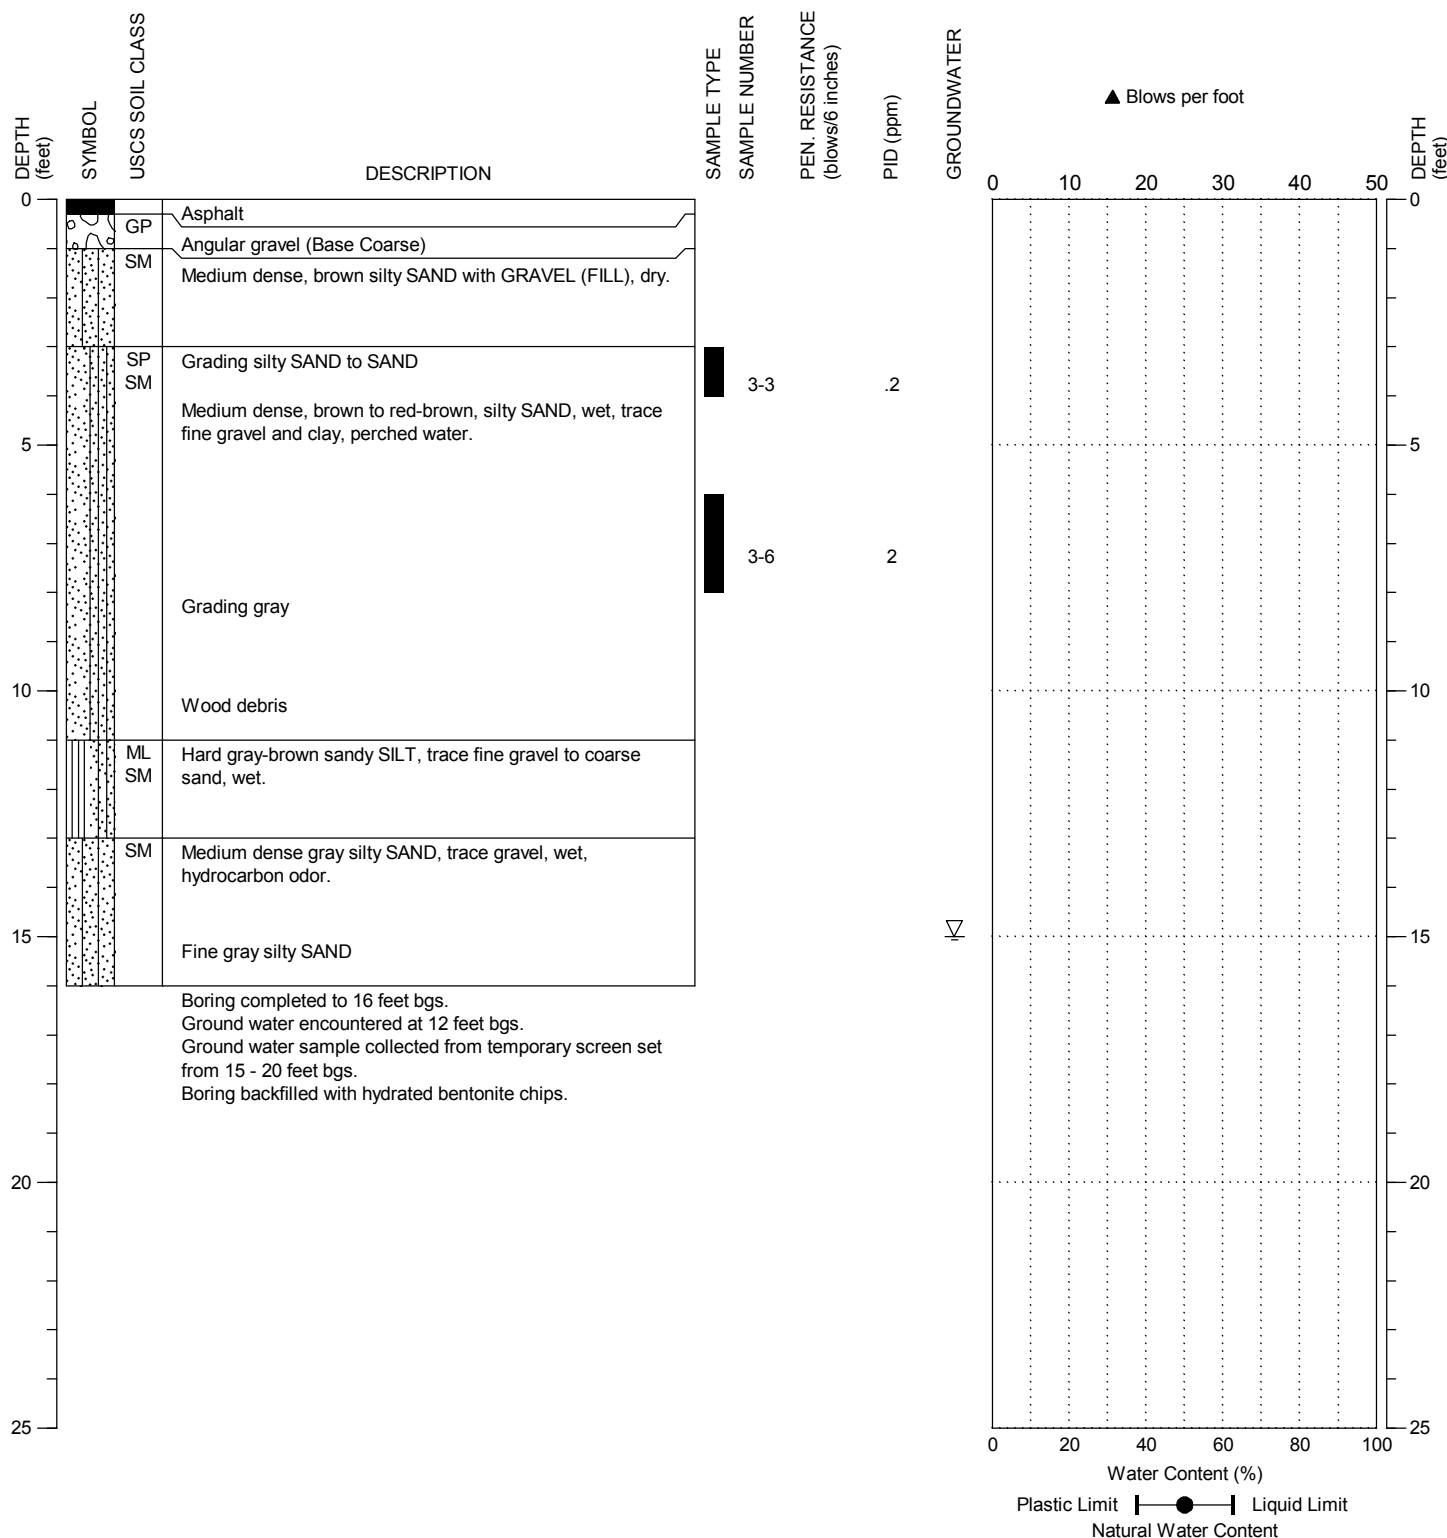 DEPTH
(feet)
SYMBOL
USCS SOIL CLASS
DESCRIPTION
SAMPLE TYPE
SAMPLE NUMBER
PEN. RESISTANCE
(blows/6 inches)
PID (ppm)
GROUNDWATER
▲ Blows per foot
DEPTH
(feet)
0 10 20 30 40 50
0
Asphalt
0
GP
Angular gravel (Base Coarse)
SM
Medium dense, brown silty SAND with GRAVEL (FILL), dry.
SP Grading silty SAND to SAND
SM
3-3 .2
Medium dense, brown to red-brown, silty SAND, wet, trace
fine gravel and clay, perched water.
5 5
3-6 2
Grading gray
10 10
Wood debris
ML Hard gray-brown sandy SILT, trace fine gravel to coarse
SM sand, wet.
SM Medium dense gray silty SAND, trace gravel, wet,
hydrocarbon odor.
15 15
Fine gray silty SAND
Boring completed to 16 feet bgs.
Ground water encountered at 12 feet bgs.
Ground water sample collected from temporary screen set
from 15 - 20 feet bgs.
Boring backfilled with hydrated bentonite chips.
20 20
25 25
0 20 40 60 80 100
Water Content (%)
Plastic Limit Liquid Limit
Natural Water Content